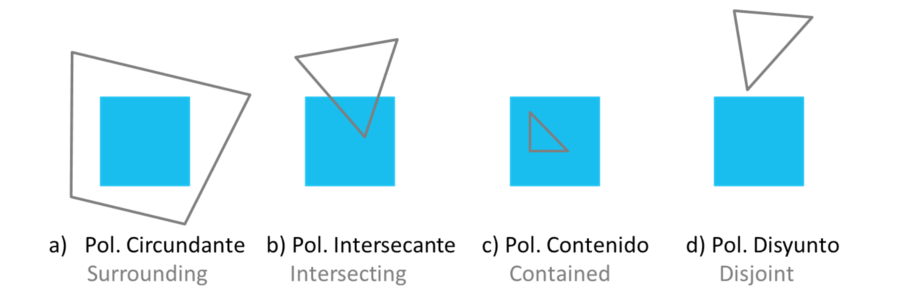 a) Pol. Circundante b) Pol. Intersecante c) Pol. Contenido d) Pol. Disyunto
Surrounding Intersecting Contained Disjoint